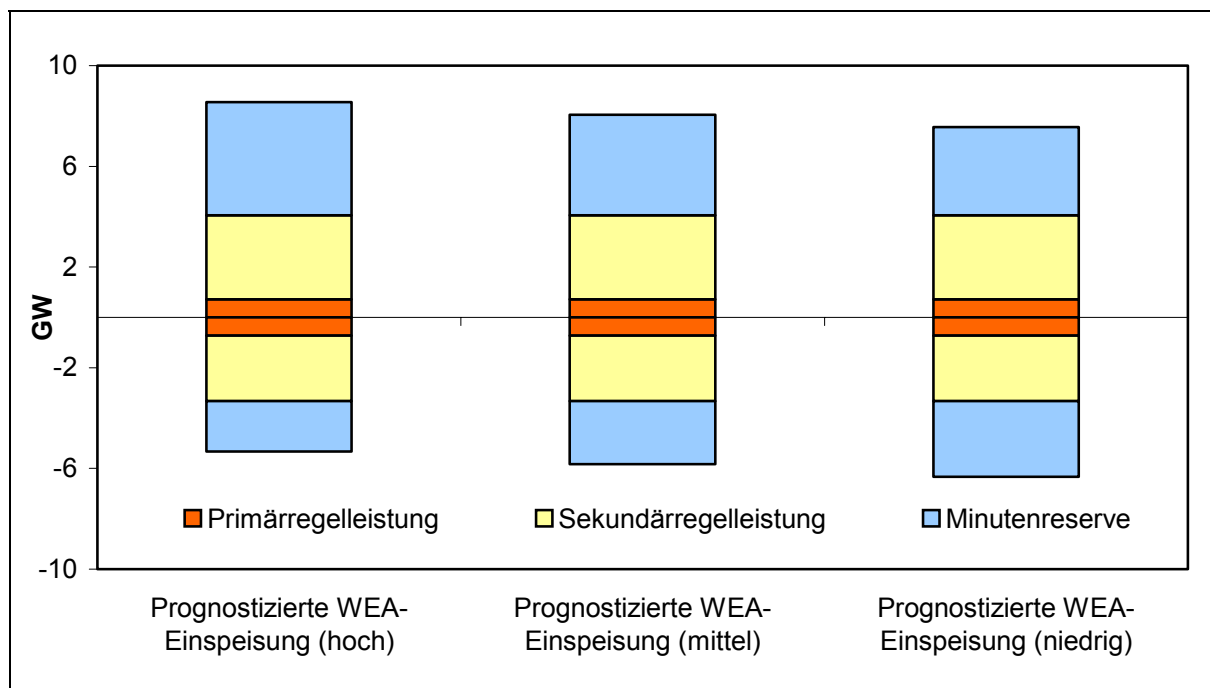 10
6
2
GW
-2
-6
Primärregelleistung Sekundärregelleistung Minutenreserve
-10
Prognostizierte WEA- Prognostizierte WEA- Prognostizierte WEA-
Einspeisung (hoch) Einspeisung (mittel) Einspeisung (niedrig)